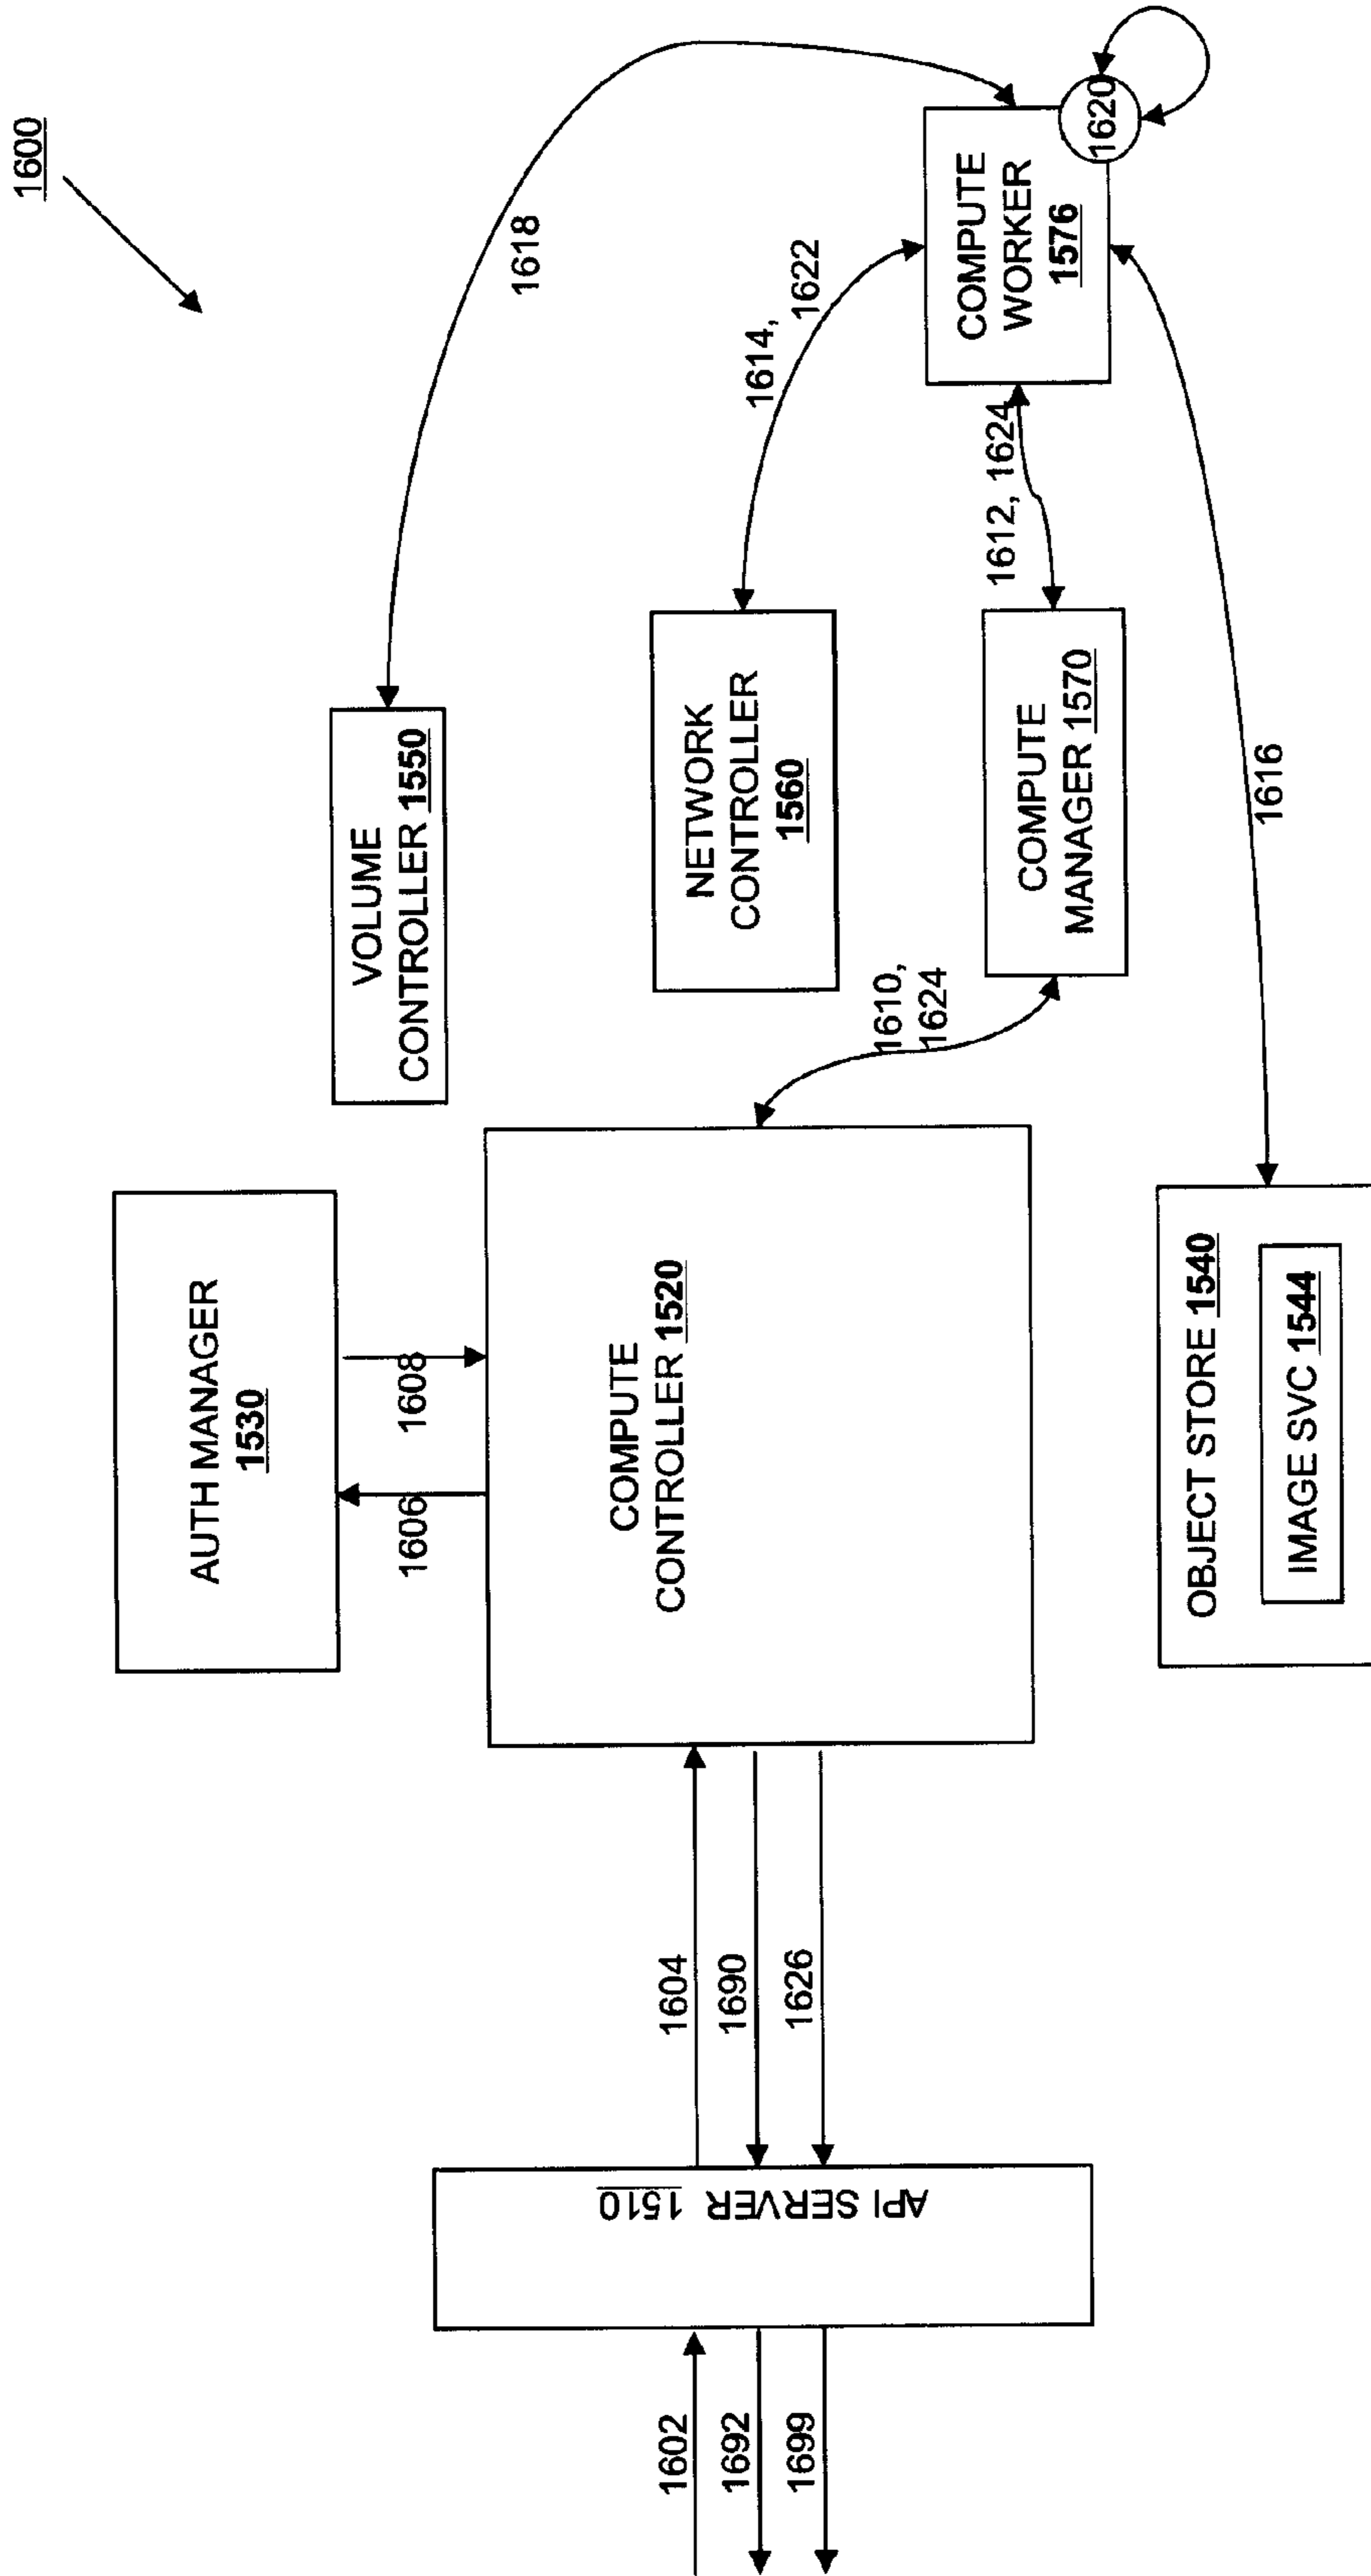 1600
AUTH MANAGER
1530
1606
1608
VOLUME
CONTROLLER 1550
1618
COMPUTE
CONTROLLER 1520
1610,
1624
NETWORK
CONTROLLER
1560
1614,
1622
COMPUTE
MANAGER 1570
1612, 1624
COMPUTE
WORKER
1576
1620
1616
OBJECT STORE 1540
IMAGE SVC 1544
1604
1690
1626
API SERVER 1510
1602
1692
1699